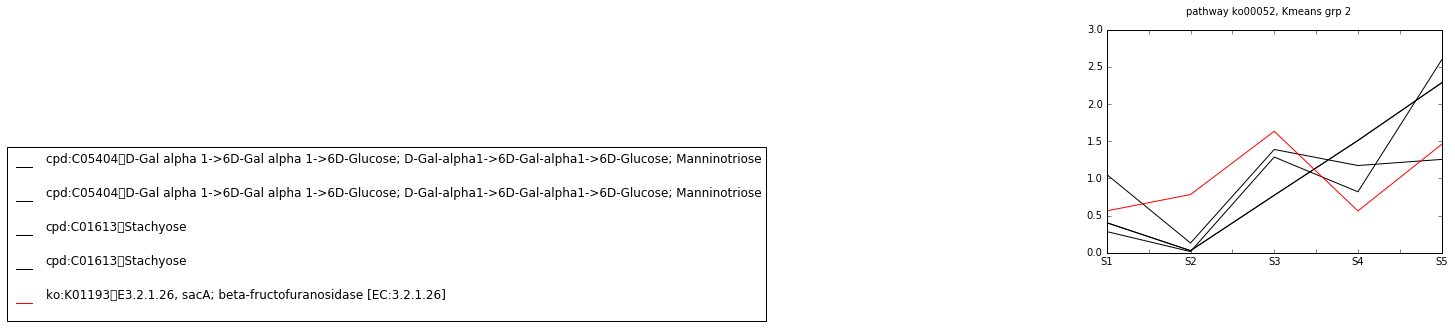 pathway ko00052, Kmeans grp 2
3.0
2.5
2.0
1.5
1.0
0.5
0.0
S1 S2 S3 S4 S5
cpd:C05404▯D-Gal alpha 1->6D-Gal alpha 1->6D-Glucose; D-Gal-alpha1->6D-Gal-alpha1->6D-Glucose; Manninotriose
cpd:C05404▯D-Gal alpha 1->6D-Gal alpha 1->6D-Glucose; D-Gal-alpha1->6D-Gal-alpha1->6D-Glucose; Manninotriose
cpd:C01613▯Stachyose
cpd:C01613▯Stachyose
ko:K01193▯E3.2.1.26, sacA; beta-fructofuranosidase [EC:3.2.1.26]